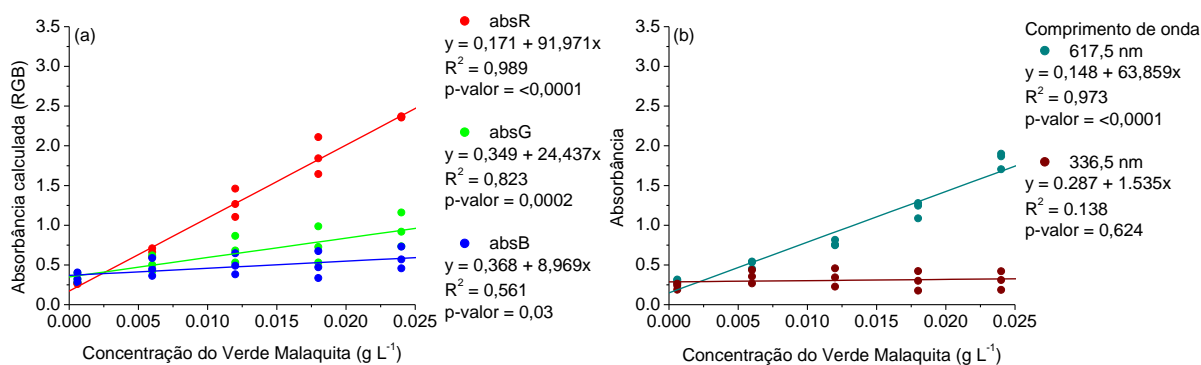 (a)
Absorbância calculada (RGB)
3.5
3.0
2.5
2.0
1.5
1.0
0.5
0.0
0.000 0.005 0.010 0.015 0.020 0.025
Concentração do Verde Malaquita (g L-1)
absR
y = 0,171 + 91,971x
R2 = 0,989
p-valor = <0,0001
absG
y = 0,349 + 24,437x
R2 = 0,823
p-valor = 0,0002
absB
y = 0,368 + 8,969x
R2 = 0,561
p-valor = 0,03
(b)
Absorbância
3.5
3.0
2.5
2.0
1.5
1.0
0.5
0.0
0.000 0.005 0.010 0.015 0.020 0.025
Concentração do Verde Malaquita (g L-1)
Comprimento de onda
617,5 nm
y = 0,148 + 63,859x
R2 = 0,973
p-valor = <0,0001
336,5 nm
y = 0.287 + 1.535x
R2 = 0.138
p-valor = 0,624